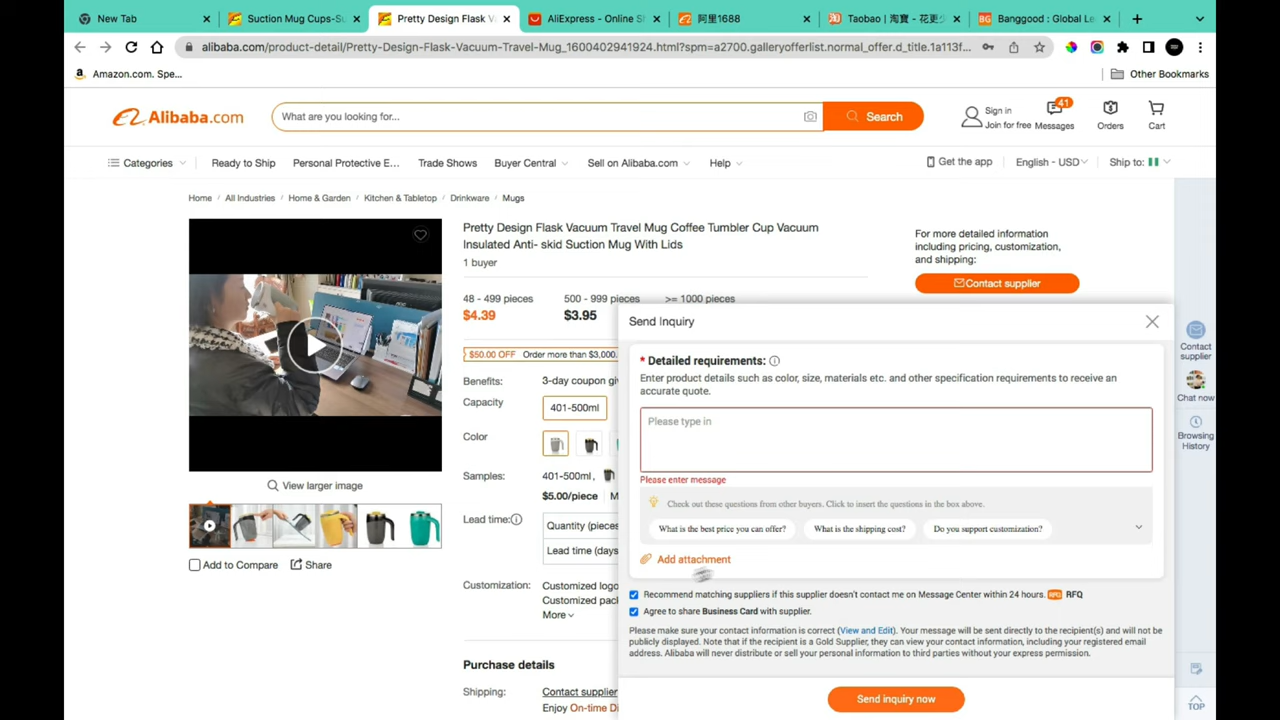 New Tab
Suction Mug Cups-Su
Pretty Design Flask V
AliExpress - Online S
阿里1688
Taobao | 淘寶 - 花更少
Banggood : Global Le
alibaba.com/product-detail/Pretty-Design-Flask-Vacuum-Travel-Mug_1600402941924.html?spm=a2700.galleryofferlist.normal_offer.d_title.1a113f...
Amazon.com. Spe...
Other Bookmarks
Alibaba.com
What are you looking for...
Search
Sign in
Join for free
41
Messages
Orders
Cart
Categories
Ready to Ship
Personal Protective E...
Trade Shows
Buyer Central
Sell on Alibaba.com
Help
Get the app
English - USD
Ship to:
Home / All Industries / Home & Garden / Kitchen & Tabletop / Drinkware / Mugs
Pretty Design Flask Vacuum Travel Mug Coffee Tumbler Cup Vacuum
Insulated Anti- skid Suction Mug With Lids
1 buyer
48 - 499 pieces
500 - 999 pieces
>= 1000 pieces
$4.39
$3.95
$50.00 OFF Order more than $3,000.
Benefits: 3-day coupon giv
Capacity
401-500ml
Color
Samples: 401-500ml,
$5.00/piece
Lead time:
Quantity (pieces
Lead time (days
Customization: Customized logo
Customized pack
More
Purchase details
Shipping: Contact supplier
Enjoy On-time Di
View larger image
Add to Compare
Share
For more detailed information
including pricing, customization,
and shipping:
Contact supplier
Send Inquiry
* Detailed requirements:
Enter product details such as color, size, materials etc. and other specification requirements to receive an
accurate quote.
Please type in
Please enter message
Check out these questions from other buyers. Click to insert the questions in the box above.
What is the best price you can offer?
What is the shipping cost?
Do you support customization?
Add attachment
Recommend matching suppliers if this supplier doesn't contact me on Message Center within 24 hours. RFQ RFQ
Agree to share Business Card with supplier.
Please make sure your contact information is correct (View and Edit). Your message will be sent directly to the recipient(s) and will not be
publicly displayed. Note that if the recipient is a Gold Supplier, they can view your contact information, including your registered email
address. Alibaba will never distribute or sell your personal information to third parties without your express permission.
Send inquiry now
Contact
supplier
Chat now
Browsing
History
TOP